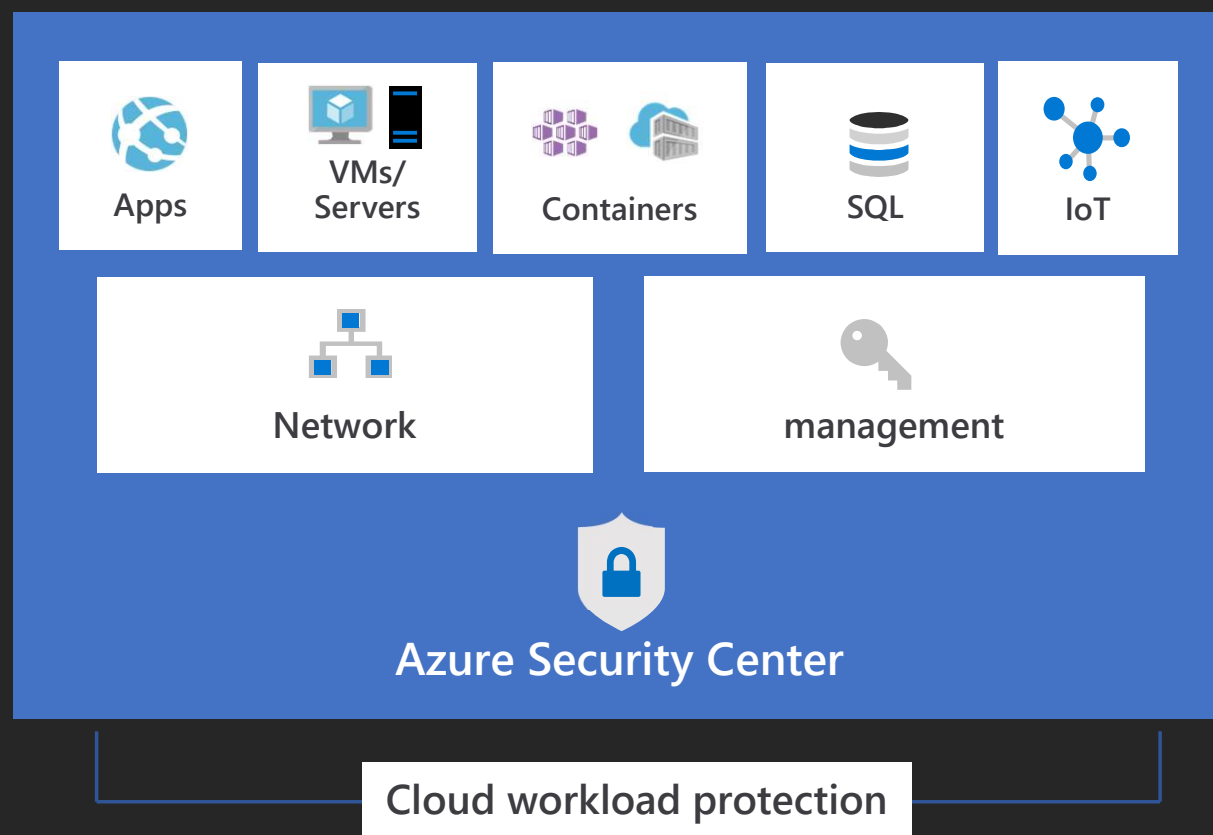 Apps
VMs/
Servers
Containers
SQL
IoT
Network
management
Azure Security Center
Cloud workload protection